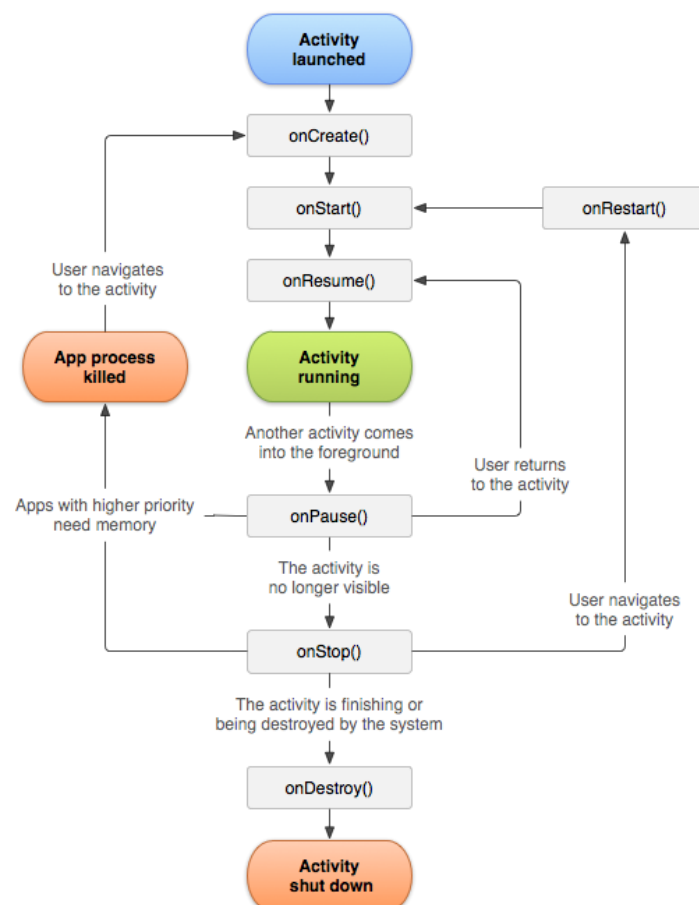 Activity
launched
onCreate()
onStart()
onRestart()
User navigates
to the activity
onResume()
App process
killed
Activity
running
Another activity comes
into the foreground
User returns
to the activity
Apps with higher priority
need memory
onPause()
The activity is
no longer visible
User navigates
to the activity
onStop()
The activity is finishing or
being destroyed by the system
onDestroy()
Activity
shut down